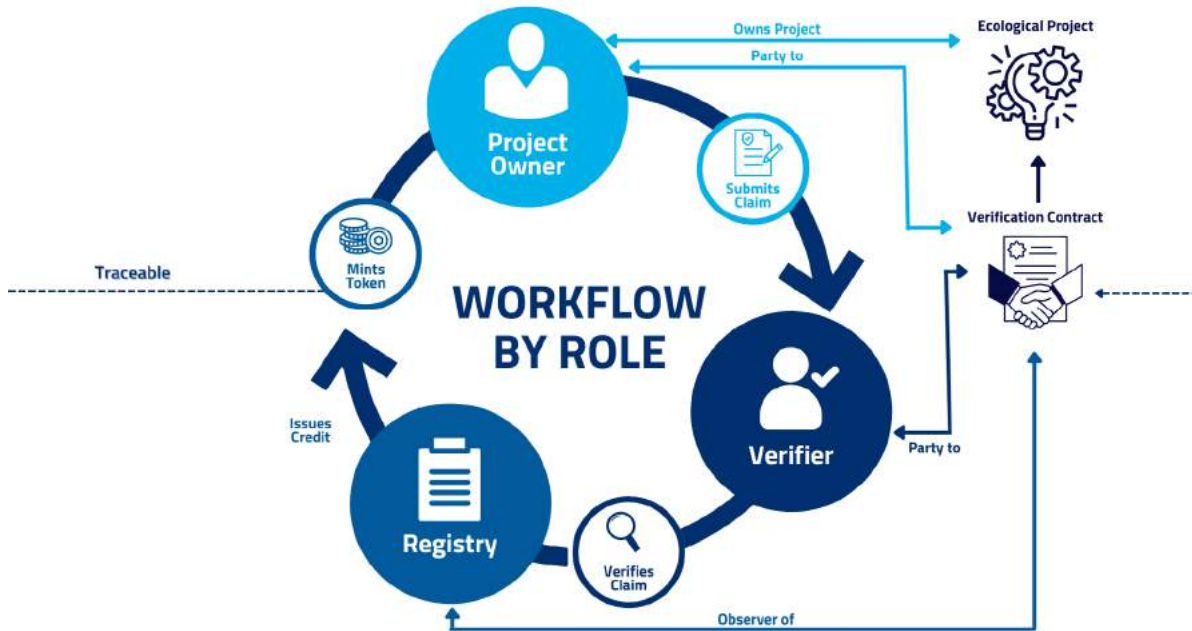 Owns Project
Ecological Project
Party to
Project
Owner
Submits
Claim
Verification Contract
Traceable
Mints
Token
WORKFLOW
BY ROLE
Issues
Credit
Verifier
Party to
Registry
Verifies
Claim
Observer of